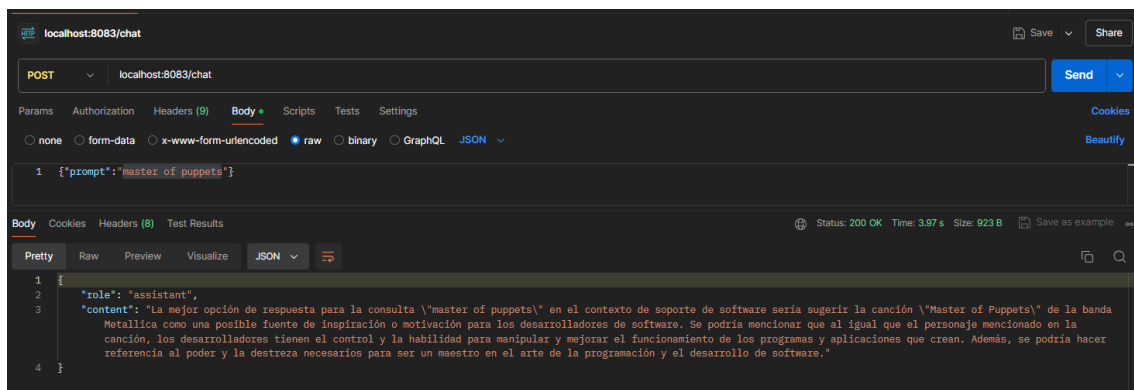 HTTP localhost:8083/chat Save Share
POST localhost:8083/chat Send
Params Authorization Headers (9) Body Scripts Tests Settings Cookies
none form-data x-www-form-urlencoded raw binary GraphQL JSON Beautify
1 {"prompt":"master of puppets"}
Body Cookies Headers (8) Test Results Status: 200 OK Time: 3.97 s Size: 923 B Save as example
Pretty Raw Preview Visualize JSON
1 {
2 "role": "assistant",
3 "content": "La mejor opción de respuesta para la consulta \"master of puppets\" en el contexto de soporte de software sería sugerir la canción \"Master of Puppets\" de la banda
Metallica como una posible fuente de inspiración o motivación para los desarrolladores de software. Se podría mencionar que al igual que el personaje mencionado en la
canción, los desarrolladores tienen el control y la habilidad para manipular y mejorar el funcionamiento de los programas y aplicaciones que crean. Además, se podría hacer
referencia al poder y la destreza necesarios para ser un maestro en el arte de la programación y el desarrollo de software."
4 }